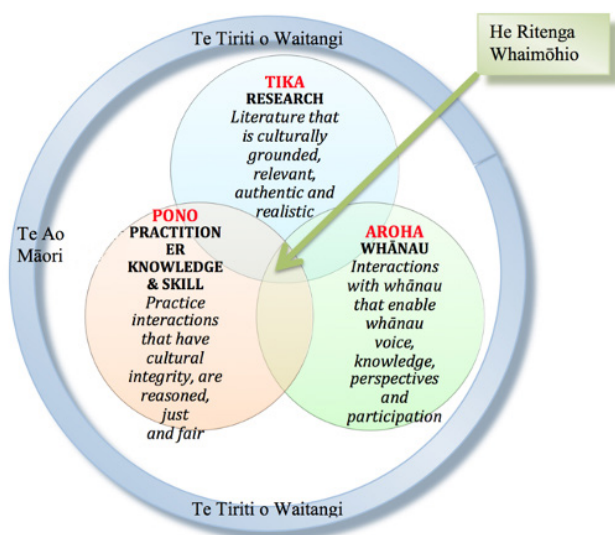 Te Tiriti o Waitangi
He Ritenga
Whaimōhio
TIKA
RESEARCH
Literature that
is culturally
grounded,
relevant,
authentic and
realistic
Te Ao
Māori
PONO
PRACTITION
ER
KNOWLEDGE
& SKILL
Practice
interactions
that have
cultural
integrity, are
reasoned,
just
and fair
AROHA
WHĀNAU
Interactions
with whānau
that enable
whānau
voice,
knowledge,
perspectives
and
participation
Te Tiriti o Waitangi